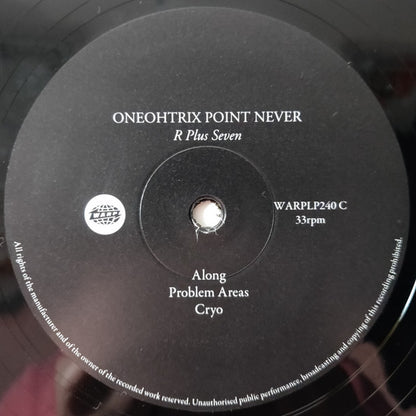 ONEOHTRIX POINT NEVER
R Plus Seven
WARP
WARPLP240 C
33rpm
Along
Problem Areas
Cryo
All rights of the manufacturer and of the owner of the recorded work reserved. Unauthorised public performance, broadcasting and copying of this recording prohibited.